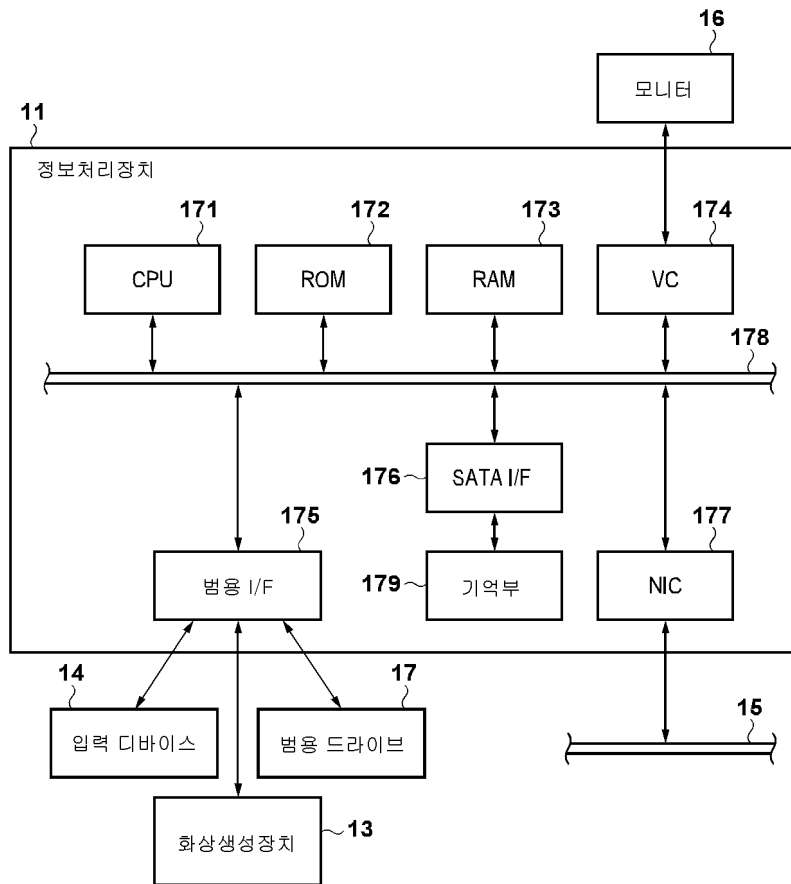 16
모니터
11
정보처리장치
171
172
173
174
CPU
ROM
RAM
VC
178
176
SATA I/F
175
177
범용 I/F
179
기억부
NIC
14
17
15
입력 디바이스
범용 드라이브
화상생성장치
13